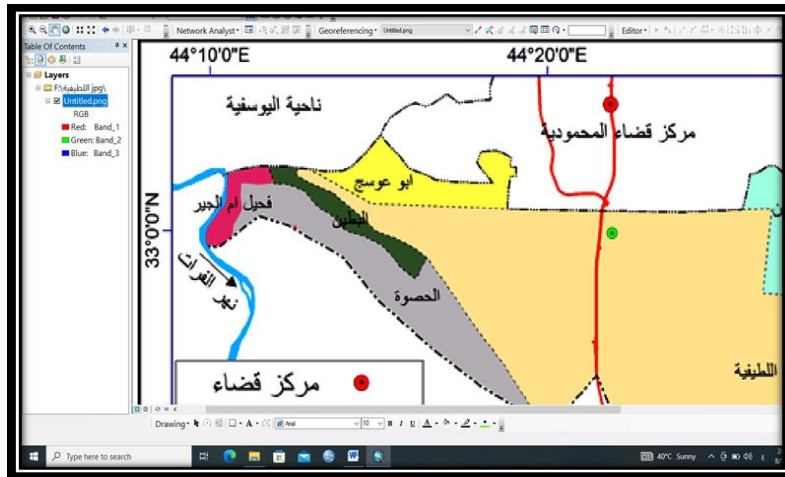 Network Analyst
Georeferencing
Untitled.png
Editor
Table Of Contents
Layers
F:\اللطيفية jpg\
Untitled.png
RGB
Red: Band_1
Green: Band_2
Blue: Band_3
44°10'0"E
44°20'0"E
33°0'0"N
ناحية اليوسفية
مركز قضاء المحمودية
ابو عوسج
فحيل ام الجير
البطين
الحصوة
نهر الفرات
اللطيفية
مركز قضاء
Drawing
Arial
10
B I U A
Type here to search
40°C Sunny